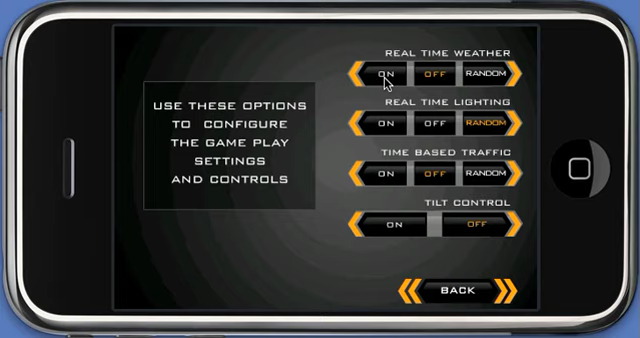 REAL TIME WEATHER
ON OFF RANDOM
USE THESE OPTIONS
TO CONFIGURE
THE GAME PLAY
SETTINGS
AND CONTROLS
REAL TIME LIGHTING
ON OFF RANDOM
TIME BASED TRAFFIC
ON OFF RANDOM
TILT CONTROL
ON OFF
BACK